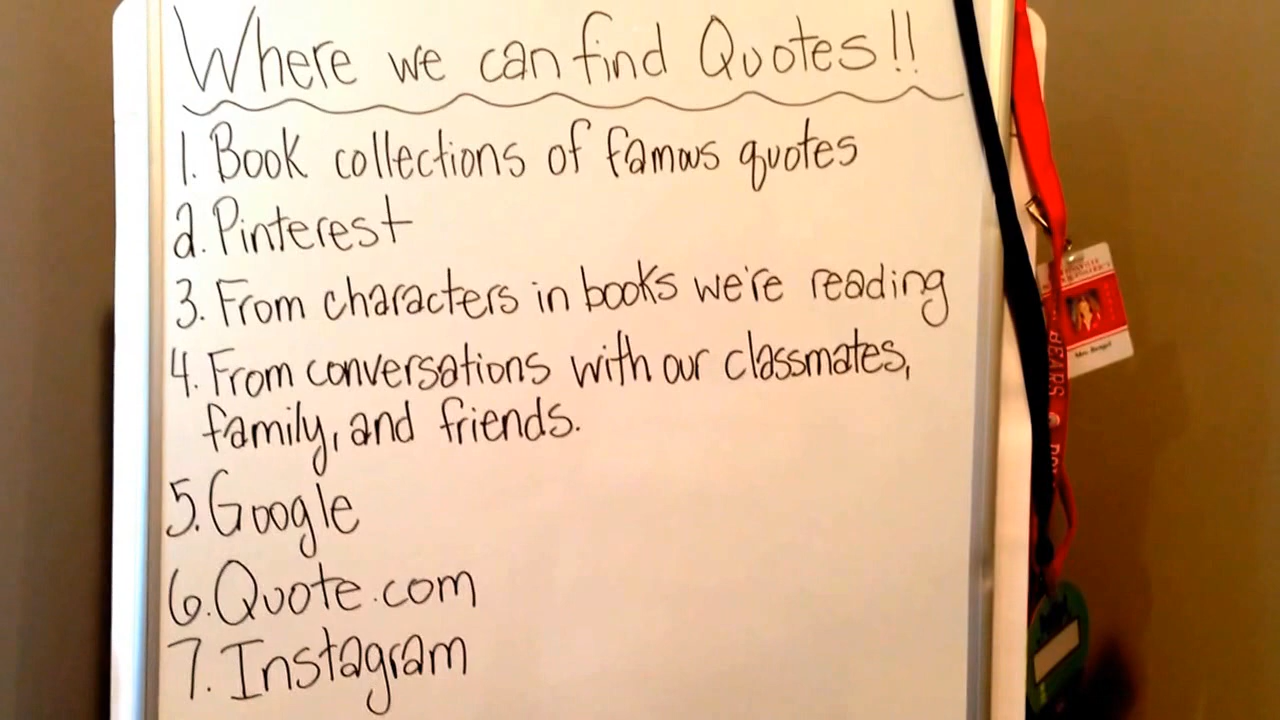 Where we can find Quotes!!
1. Book collections of famous quotes
2. Pinterest
3. From characters in books we're reading
4. From conversations with our classmates,
family, and friends.
5. Google
6. Quote.com
7. Instagram
BEARS